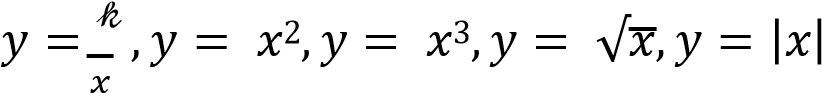 y = k/x, y = x², y = x³, y = √x, y = |x|